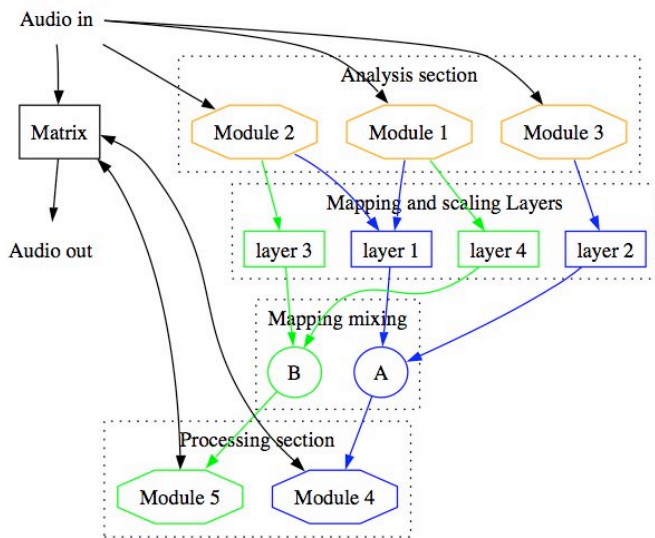 Audio in
Analysis section
Matrix
Module 2
Module 1
Module 3
Mapping and scaling Layers
Audio out
layer 3
layer 1
layer 4
layer 2
Mapping mixing
B
A
Processing section
Module 5
Module 4